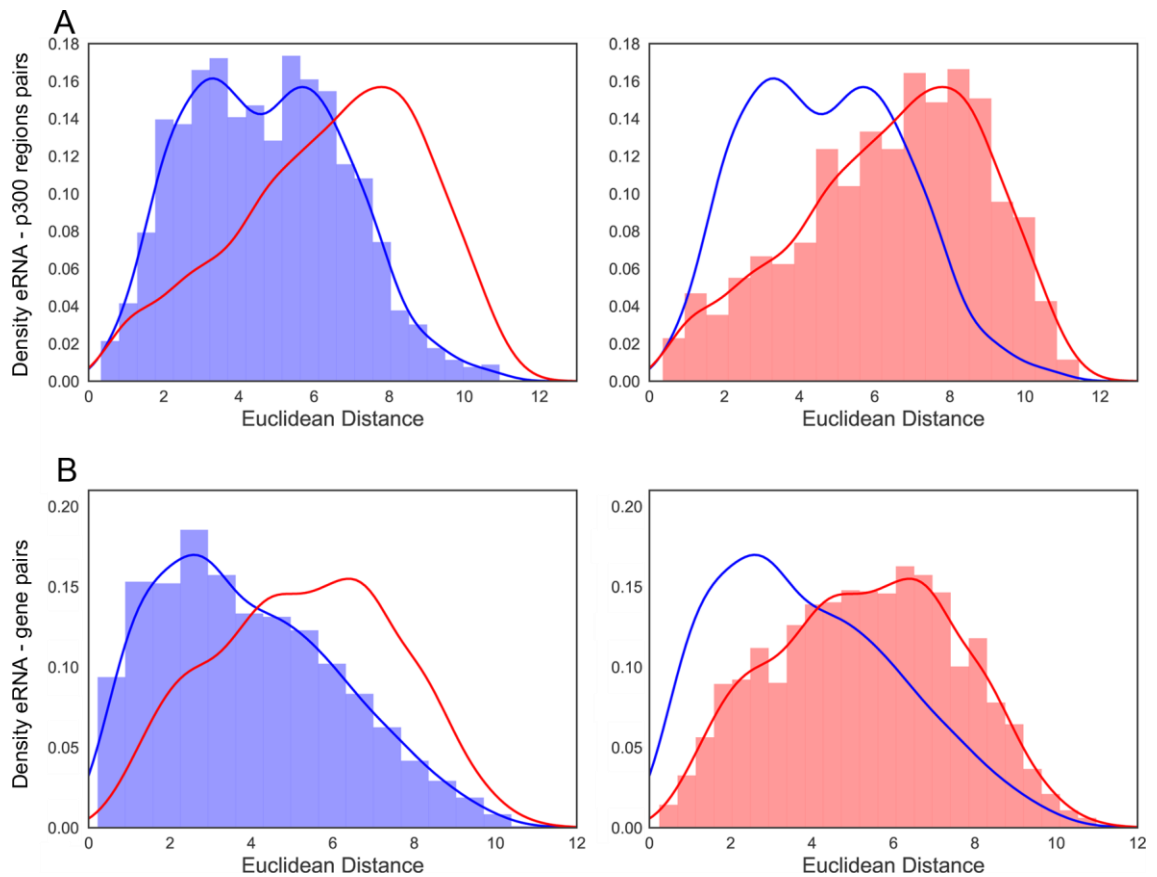 A
Density eRNA - p300 regions pairs
0.18
0.16
0.14
0.12
0.10
0.08
0.06
0.04
0.02
0.00
0 2 4 6 8 10 12
Euclidean Distance
0.18
0.16
0.14
0.12
0.10
0.08
0.06
0.04
0.02
0.00
0 2 4 6 8 10 12
Euclidean Distance
B
Density eRNA - gene pairs
0.20
0.15
0.10
0.05
0.00
0 2 4 6 8 10 12
Euclidean Distance
0.20
0.15
0.10
0.05
0.00
0 2 4 6 8 10 12
Euclidean Distance